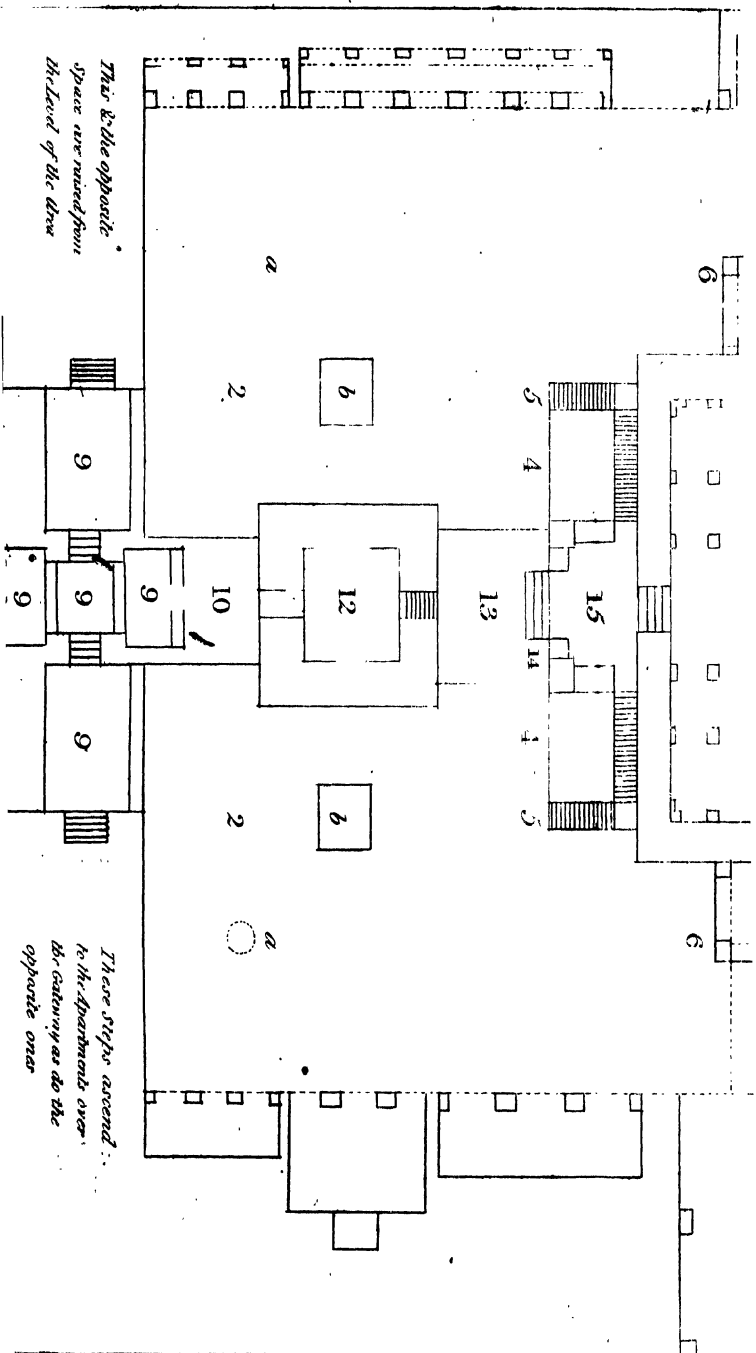 6 6
15
5 4 14 4 5
13
b 12 b
a a
2 2
10
9
9 9 9
9
This & the opposite
Space are raised from
the Level of the Area
These Steps ascend
to the Apartments over
the Gateway as do the
opposite ones